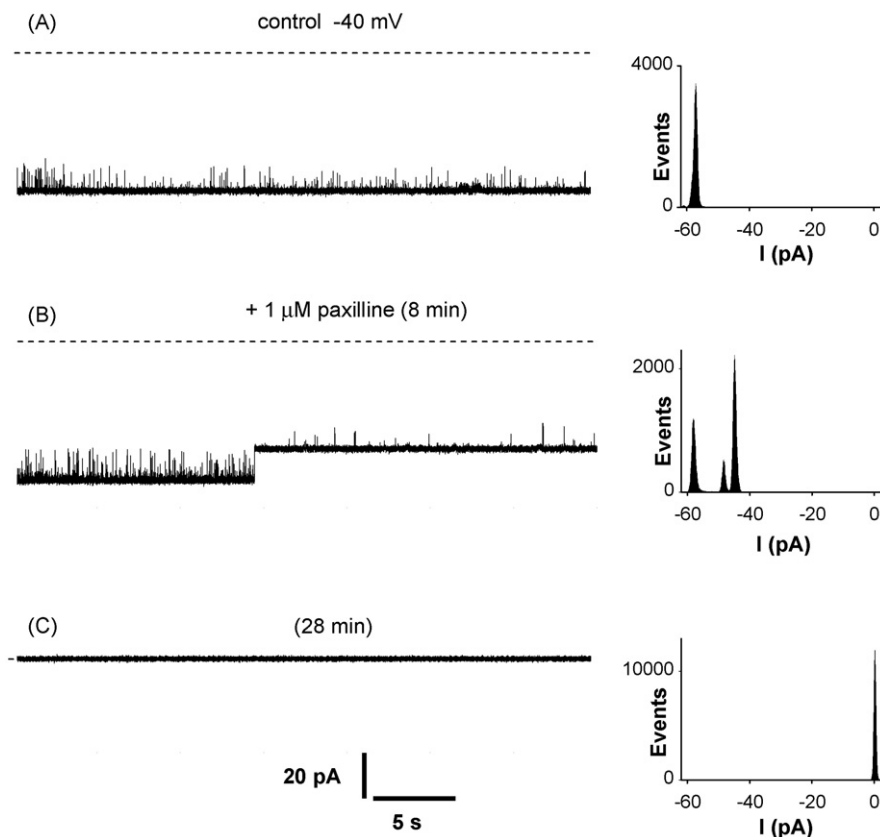 (A)
control -40 mV
4000
Events
0
-60 -40 -20 0
I (pA)
(B)
+ 1 µM paxilline (8 min)
2000
Events
0
-60 -40 -20 0
I (pA)
(C)
(28 min)
10000
Events
0
-60 -40 -20 0
I (pA)
20 pA
5 s